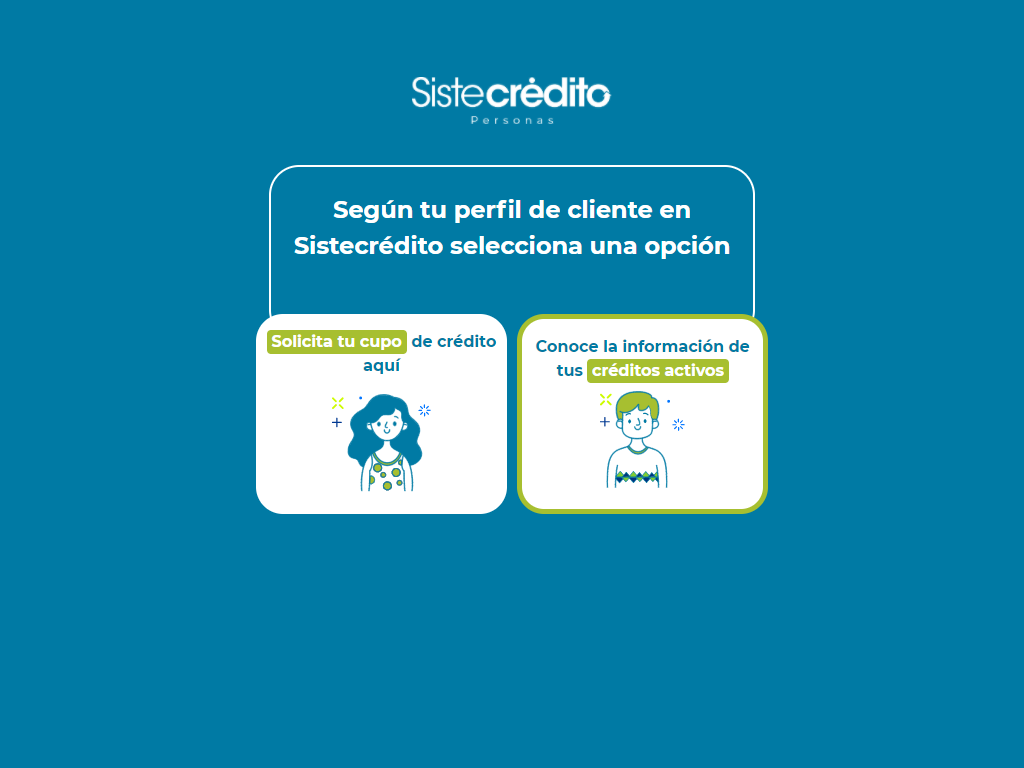 Sistecrédito
Personas
Según tu perfil de cliente en
Sistecrédito selecciona una opción
Solicita tu cupo de crédito
aquí
Conoce la información de
tus créditos activos